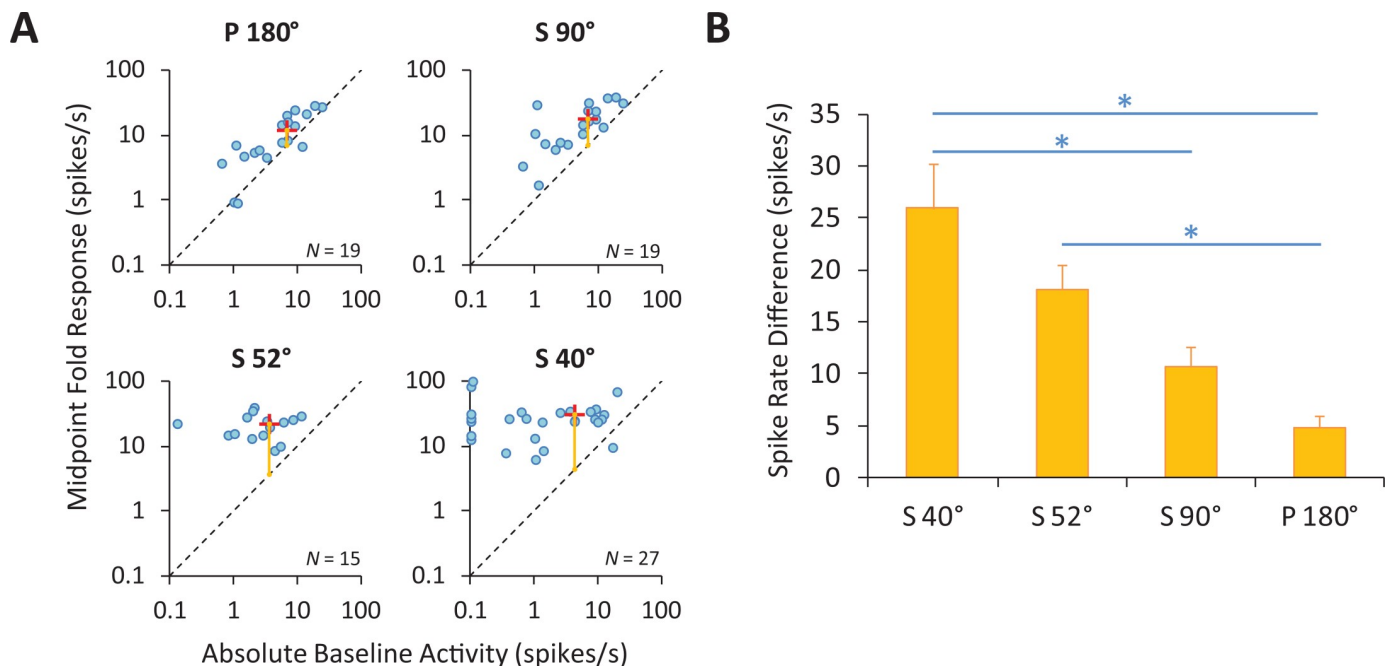 A
P 180°
S 90°
Midpoint Fold Response (spikes/s)
100
10
1
0.1
N = 19
0.1 1 10 100
100
10
1
0.1
N = 19
0.1 1 10 100
S 52°
S 40°
100
10
1
0.1
N = 15
0.1 1 10 100
100
10
1
0.1
N = 27
0.1 1 10 100
Absolute Baseline Activity (spikes/s)
B
Spike Rate Difference (spikes/s)
35
30
25
20
15
10
5
0
*
*
*
S 40° S 52° S 90° P 180°